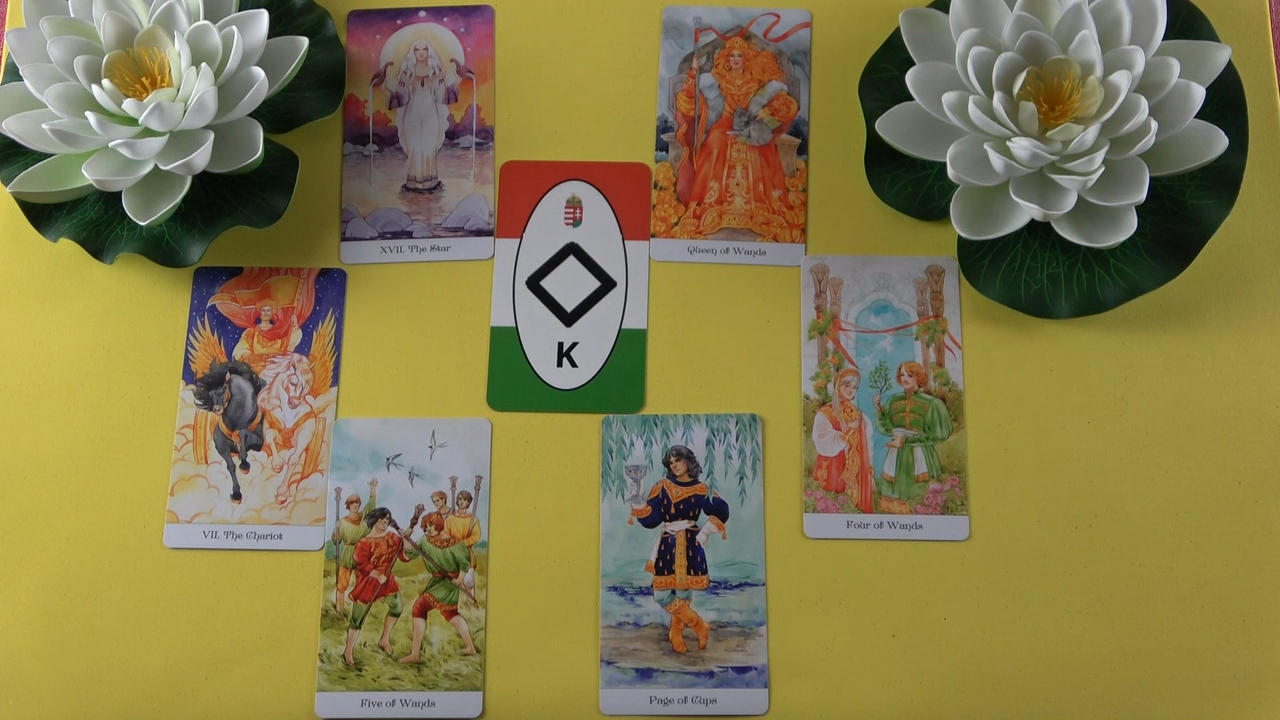 XVII. The Star
Queen of Wands
K
VII. The Chariot
Four of Wands
Five of Wands
Page of Cups